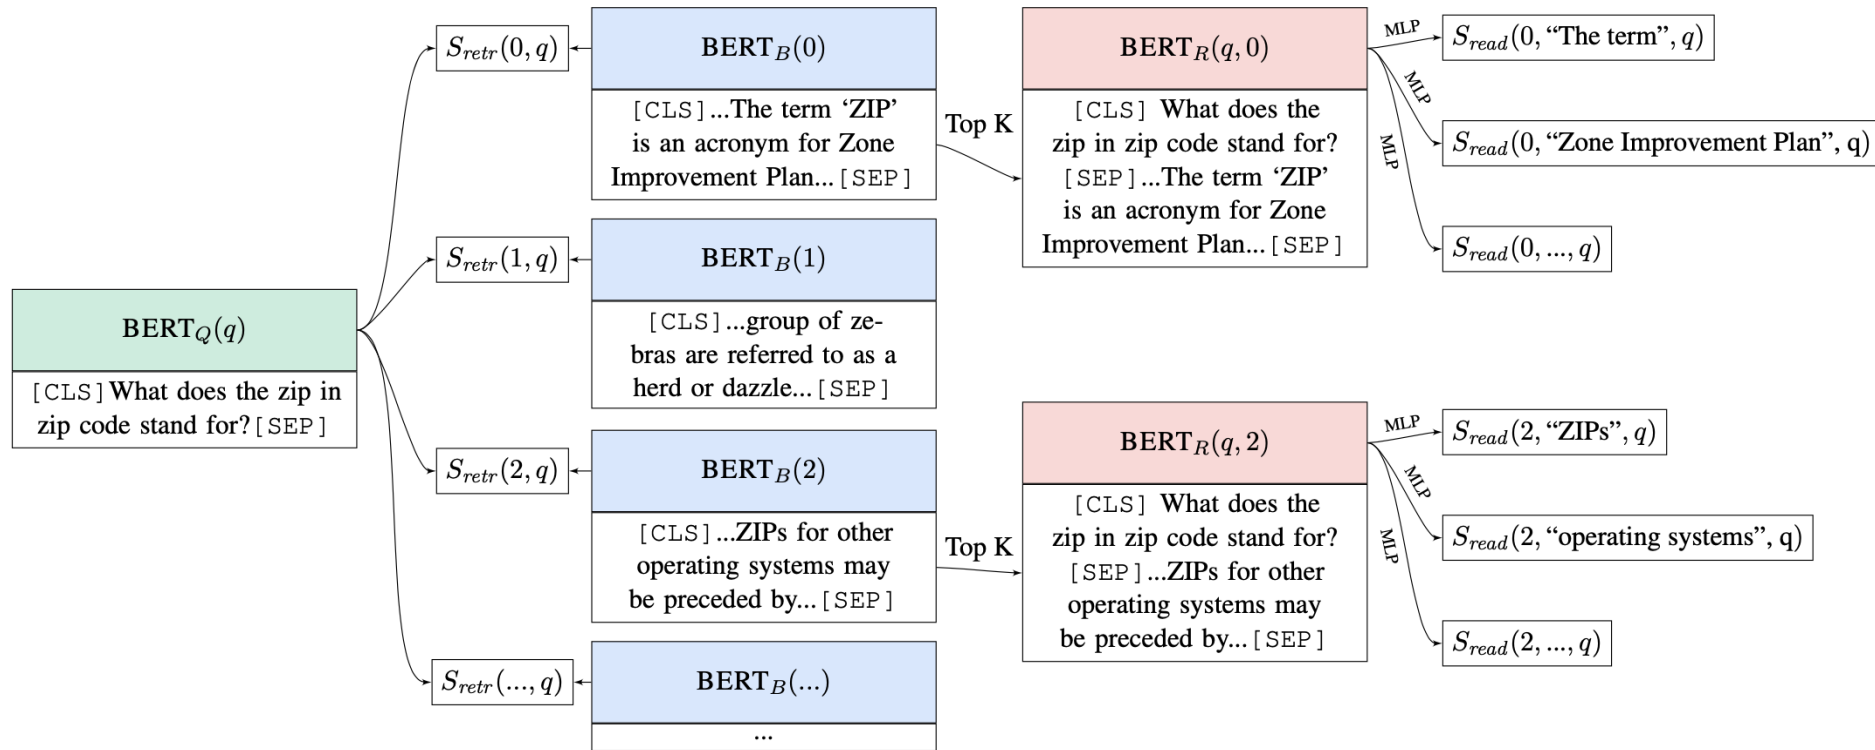 BERT_Q(q)
[CLS]What does the zip in
zip code stand for?[SEP]
S_retr(0, q)
S_retr(1, q)
S_retr(2, q)
S_retr(..., q)
BERT_B(0)
[CLS]...The term ‘ZIP’
is an acronym for Zone
Improvement Plan...[SEP]
BERT_B(1)
[CLS]...group of ze-
bras are referred to as a
herd or dazzle...[SEP]
BERT_B(2)
[CLS]...ZIPs for other
operating systems may
be preceded by...[SEP]
BERT_B(...)
...
Top K
Top K
BERT_R(q, 0)
[CLS] What does the
zip in zip code stand for?
[SEP]...The term ‘ZIP’
is an acronym for Zone
Improvement Plan...[SEP]
BERT_R(q, 2)
[CLS] What does the
zip in zip code stand for?
[SEP]...ZIPs for other
operating systems may
be preceded by...[SEP]
MLP
MLP
MLP
S_read(0, “The term”, q)
S_read(0, “Zone Improvement Plan”, q)
S_read(0, ..., q)
MLP
MLP
MLP
S_read(2, “ZIPs”, q)
S_read(2, “operating systems”, q)
S_read(2, ..., q)